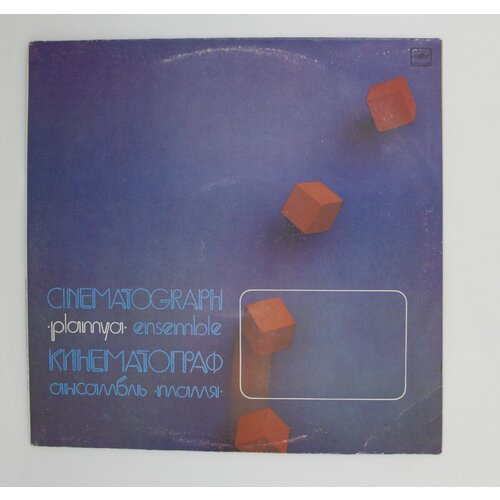 CINEMATOGRAPH
·plamya· ensemble
КИНЕМАТОГРАФ
ансамбль ·пламя·